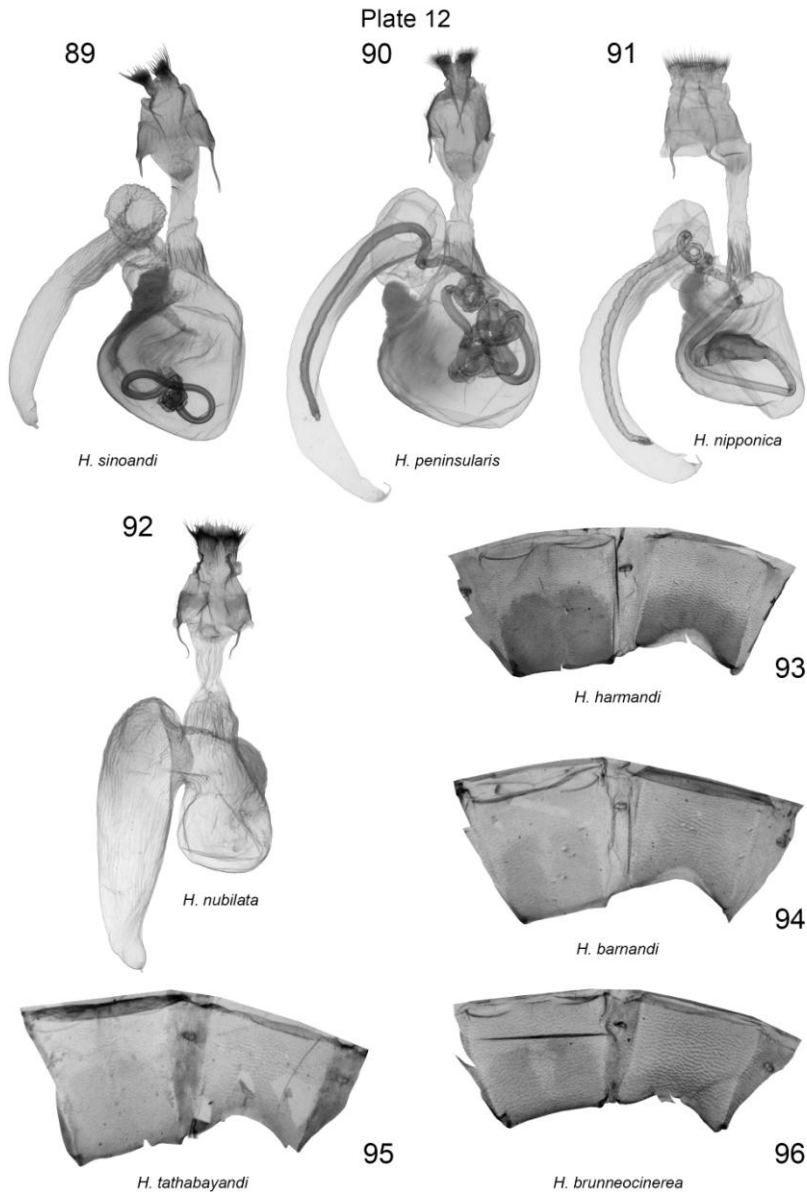 Plate 12
89
90
91
H. sinoandi
H. peninsularis
H. nipponica
92
93
H. harmandi
H. nubilata
94
H. barnandi
95
96
H. tathabayandi
H. brunneocinerea